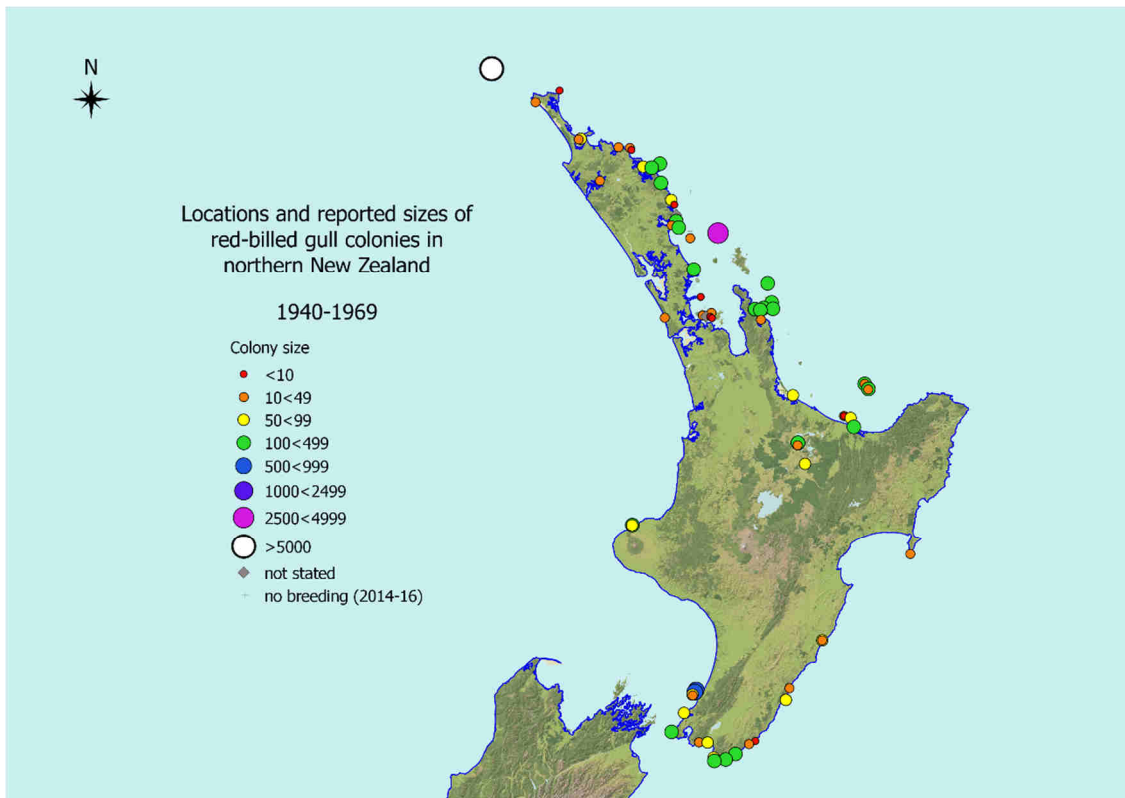 N
Locations and reported sizes of
red-billed gull colonies in
northern New Zealand
1940-1969
Colony size
<10
10<49
50<99
100<499
500<999
1000<2499
2500<4999
>5000
not stated
no breeding (2014-16)